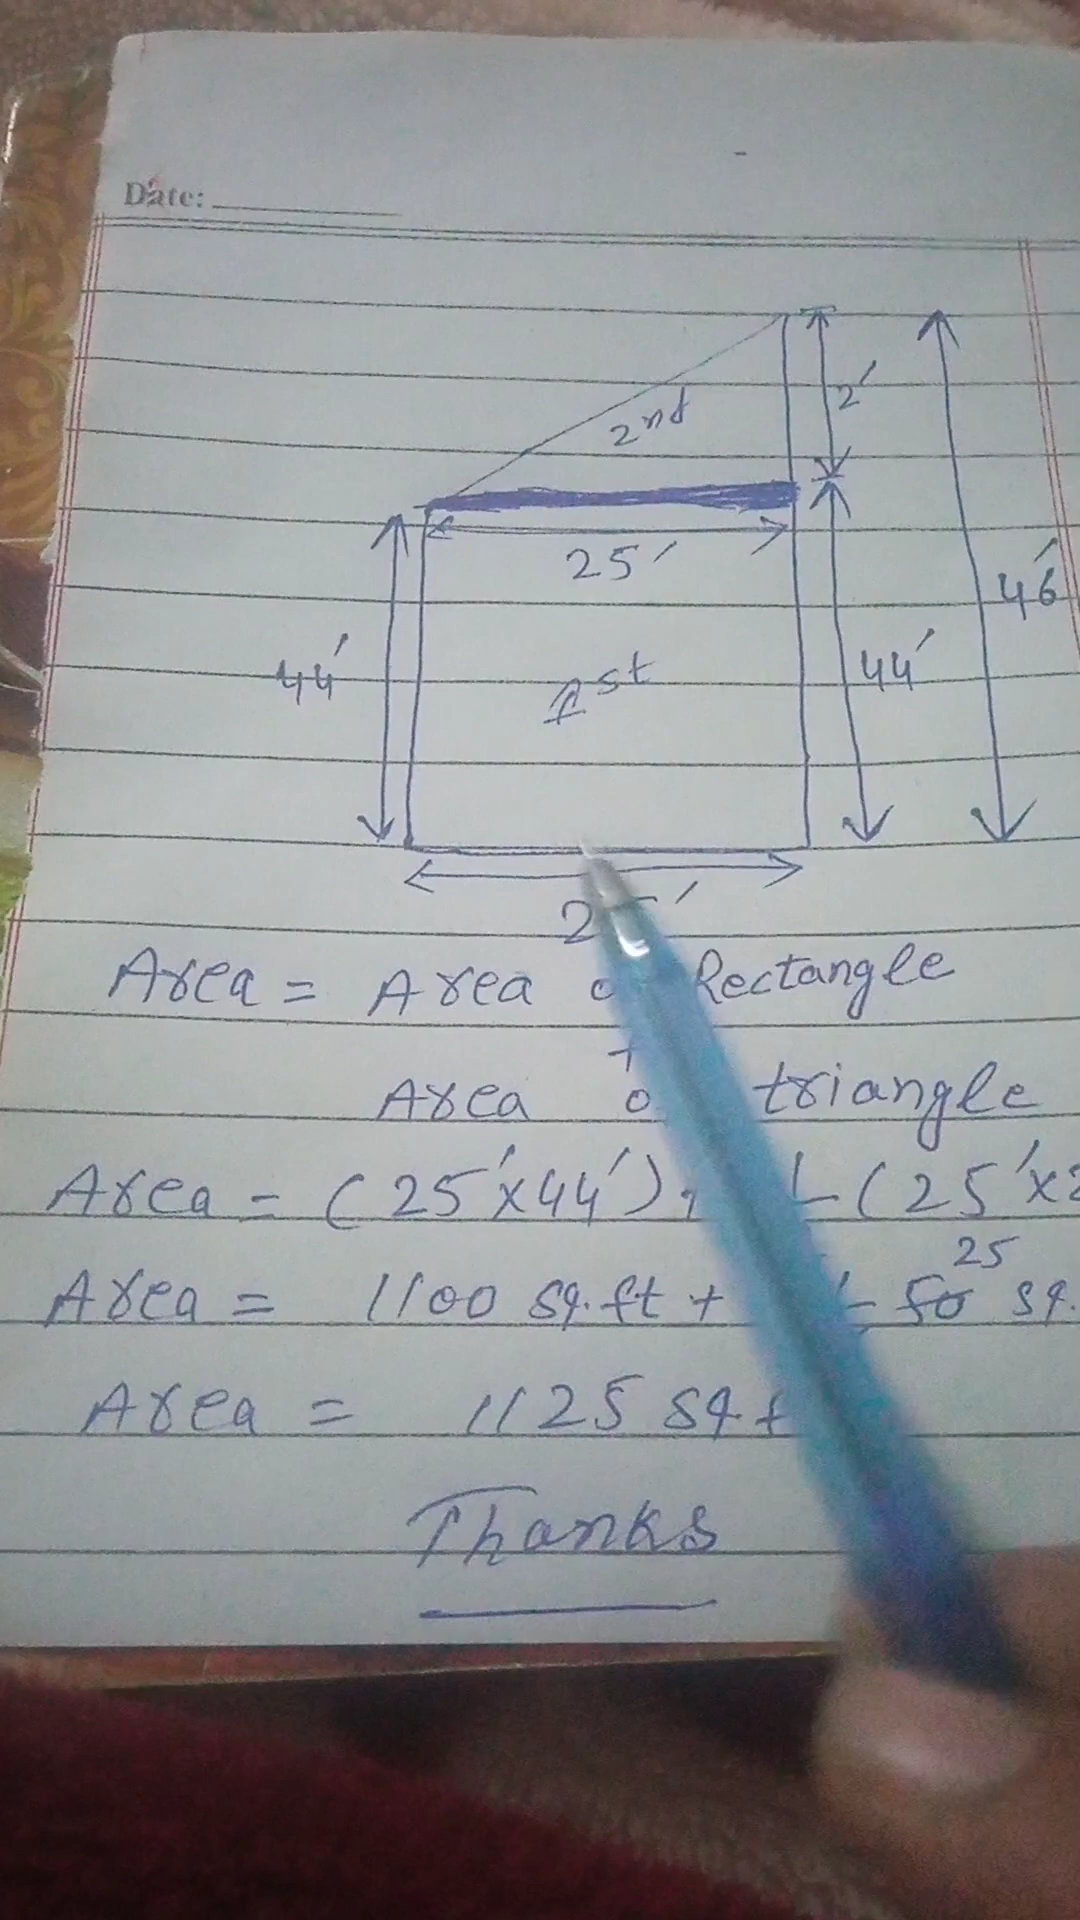 Date:
2nd
2'
25'
46'
44'
1st
44'
Area = Area Rectangle
+
Area triangle
Area = (25'x44') (25'x2
25
Area = 1100 sq.ft + 50 sq.
Area = 1125 sq
Thanks